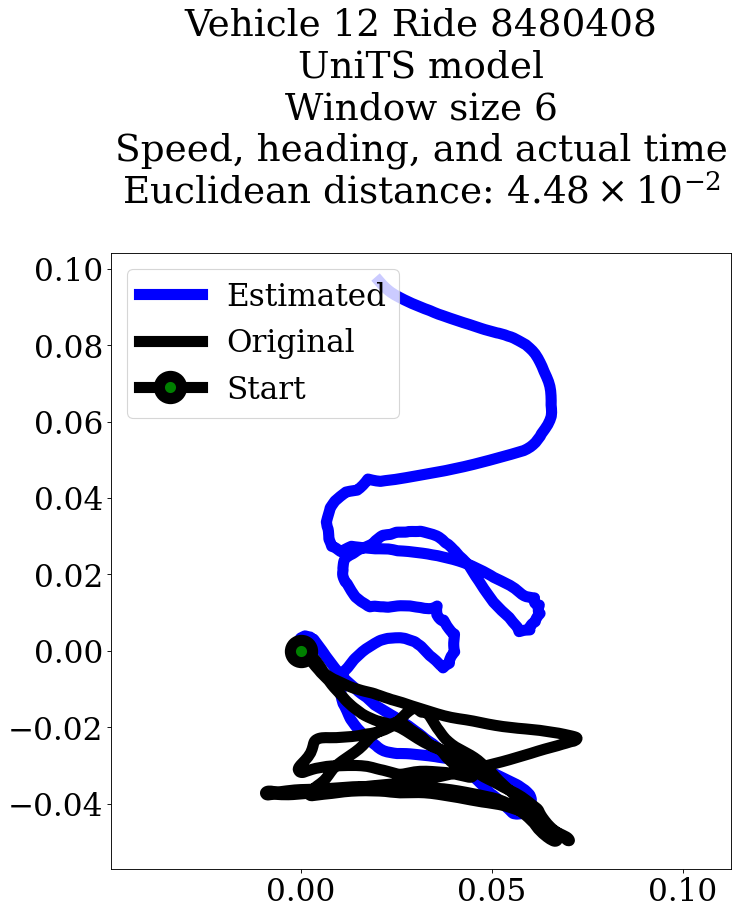 Vehicle 12 Ride 8480408
UniTS model
Window size 6
Speed, heading, and actual time
Euclidean distance: 4.48 × 10⁻²
0.10
0.08
0.06
0.04
0.02
0.00
−0.02
−0.04
Estimated
Original
Start
0.00 0.05 0.10